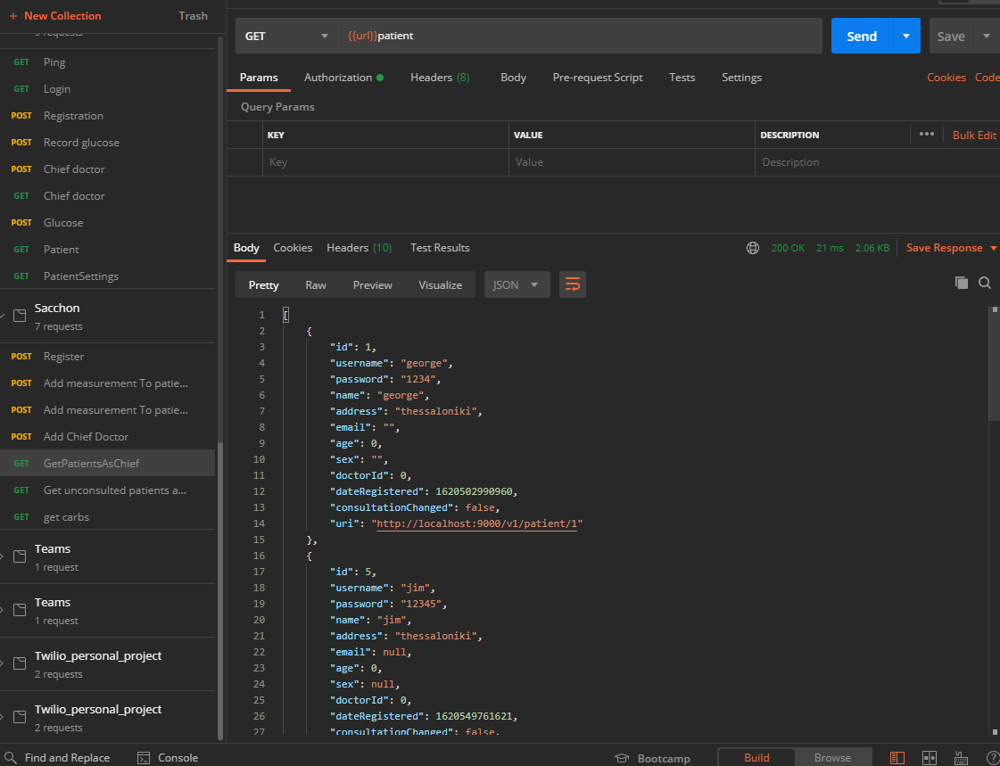 + New Collection
Trash
GET Ping
GET Login
POST Registration
POST Record glucose
POST Chief doctor
GET Chief doctor
POST Glucose
GET Patient
GET PatientSettings
Sacchon
7 requests
POST Register
POST Add measurement To patie...
POST Add measurement To patie...
POST Add Chief Doctor
GET GetPatientsAsChief
GET Get unconsulted patients a...
GET get carbs
Teams
1 request
Teams
1 request
Twilio_personal_project
2 requests
Twilio_personal_project
2 requests
GET {{url}}patient Send Save
Params Authorization Headers (8) Body Pre-request Script Tests Settings Cookies Code
Query Params
KEY VALUE DESCRIPTION ••• Bulk Edit
Key Value Description
Body Cookies Headers (10) Test Results 200 OK 21 ms 2.06 KB Save Response
Pretty Raw Preview Visualize JSON
1 [
2 {
3 "id": 1,
4 "username": "george",
5 "password": "1234",
6 "name": "george",
7 "address": "thessaloniki",
8 "email": "",
9 "age": 0,
10 "sex": "",
11 "doctorId": 0,
12 "dateRegistered": 1620502990960,
13 "consultationChanged": false,
14 "uri": "http://localhost:9000/v1/patient/1"
15 },
16 {
17 "id": 5,
18 "username": "jim",
19 "password": "12345",
20 "name": "jim",
21 "address": "thessaloniki",
22 "email": null,
23 "age": 0,
24 "sex": null,
25 "doctorId": 0,
26 "dateRegistered": 1620549761621,
27 "consultationChanged": false,
Find and Replace Console Bootcamp Build Browse